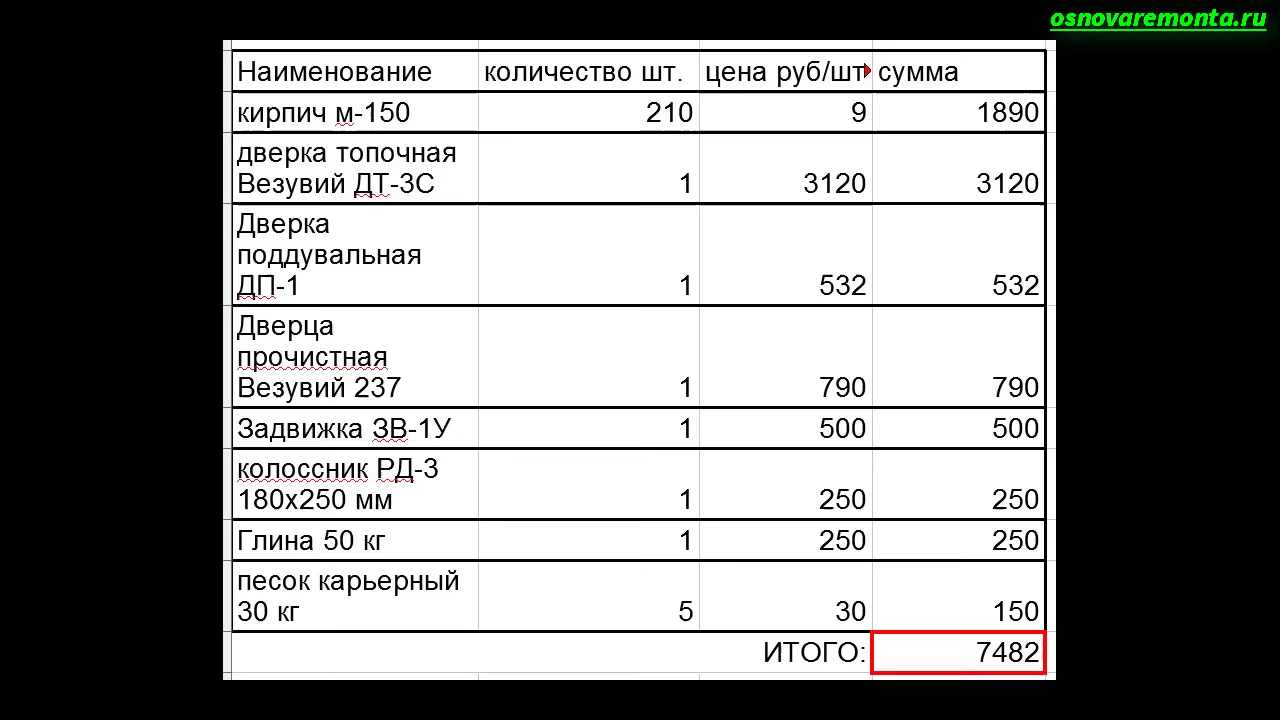 osnovaremonta.ru
Наименование количество шт. цена руб/шт сумма
кирпич м-150 210 9 1890
дверка топочная
Везувий ДТ-3С 1 3120 3120
Дверка
поддувальная
ДП-1 1 532 532
Дверца
прочистная
Везувий 237 1 790 790
Задвижка ЗВ-1У 1 500 500
колоссник РД-3
180х250 мм 1 250 250
Глина 50 кг 1 250 250
песок карьерный
30 кг 5 30 150
ИТОГО: 7482